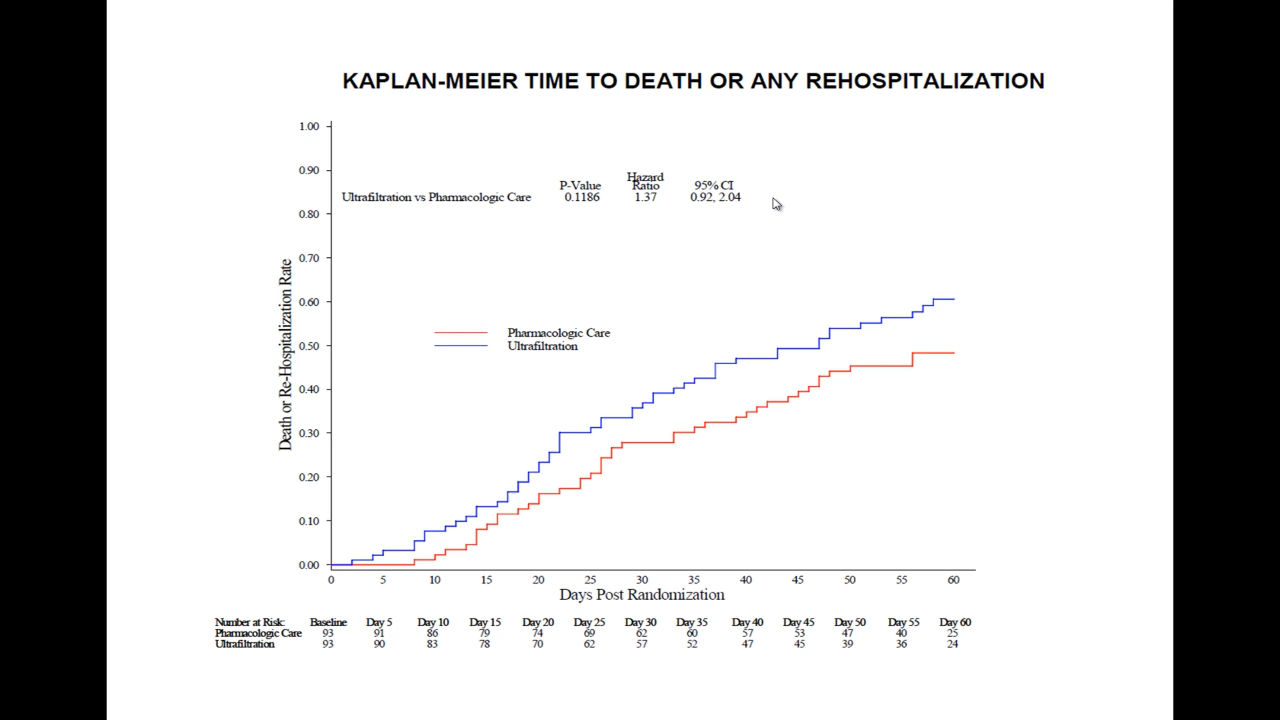 KAPLAN-MEIER TIME TO DEATH OR ANY REHOSPITALIZATION
1.00
0.90
0.80
0.70
0.60
0.50
0.40
0.30
0.20
0.10
0.00
Death or Re-Hospitalization Rate
Hazard
P-Value Ratio 95% CI
Ultrafiltration vs Pharmacologic Care 0.1186 1.37 0.92, 2.04
Pharmacologic Care
Ultrafiltration
0 5 10 15 20 25 30 35 40 45 50 55 60
Days Post Randomization
Number at Risk: Baseline Day 5 Day 10 Day 15 Day 20 Day 25 Day 30 Day 35 Day 40 Day 45 Day 50 Day 55 Day 60
Pharmacologic Care 93 91 86 79 74 69 62 60 57 53 47 40 25
Ultrafiltration 93 90 83 78 70 62 57 52 47 45 39 36 24